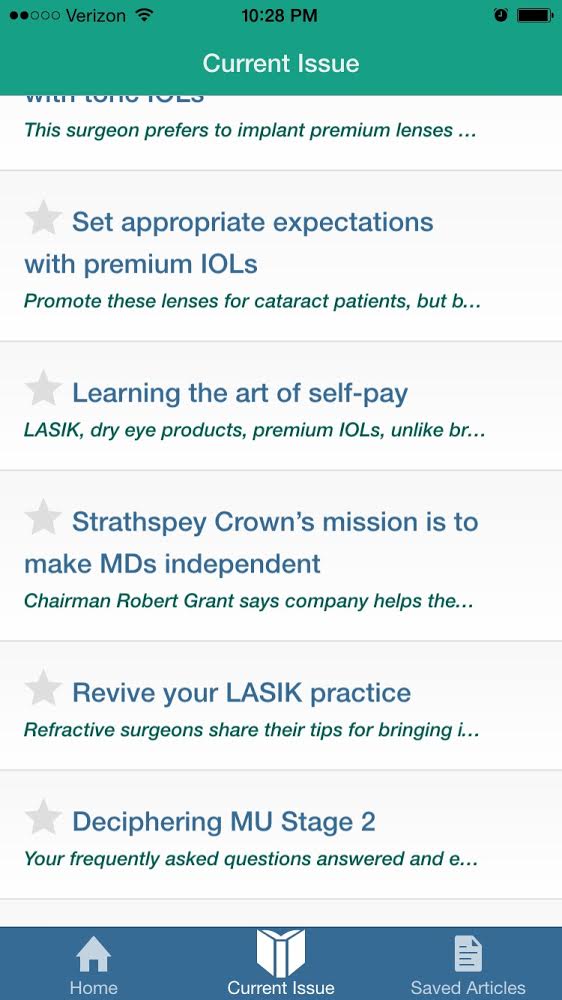 Verizon 10:28 PM
Current Issue
with toric IOLs
This surgeon prefers to implant premium lenses ...
Set appropriate expectations
with premium IOLs
Promote these lenses for cataract patients, but b...
Learning the art of self-pay
LASIK, dry eye products, premium IOLs, unlike br...
Strathspey Crown’s mission is to
make MDs independent
Chairman Robert Grant says company helps the...
Revive your LASIK practice
Refractive surgeons share their tips for bringing i...
Deciphering MU Stage 2
Your frequently asked questions answered and e...
Home Current Issue Saved Articles